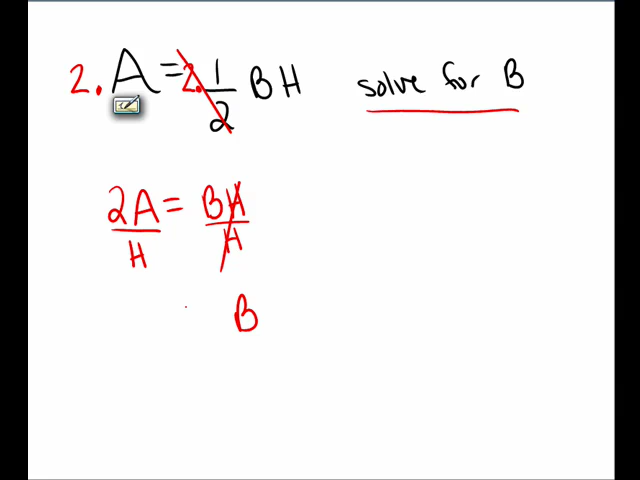 2. A = 2. 1/2 BH solve for B
2A/H = BH/H
B